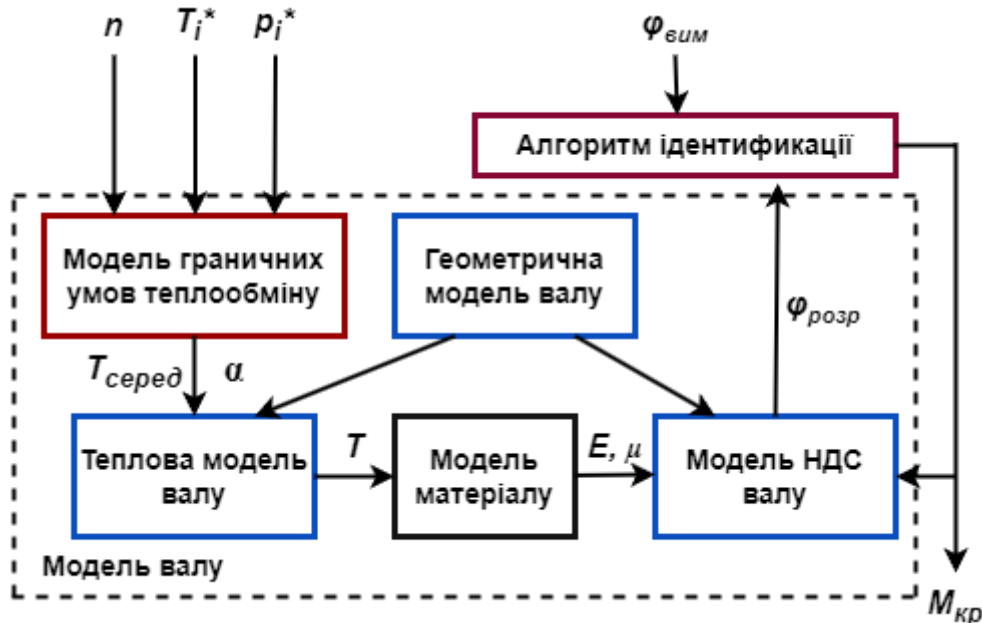 n
Tᵢ*
pᵢ*
φвим
Алгоритм ідентификації
Модель граничних
умов теплообміну
Геометрична
модель валу
φрозр
Tсеред
α
Теплова модель
валу
T
Модель
матеріалу
E, μ
Модель НДС
валу
Модель валу
Mкр